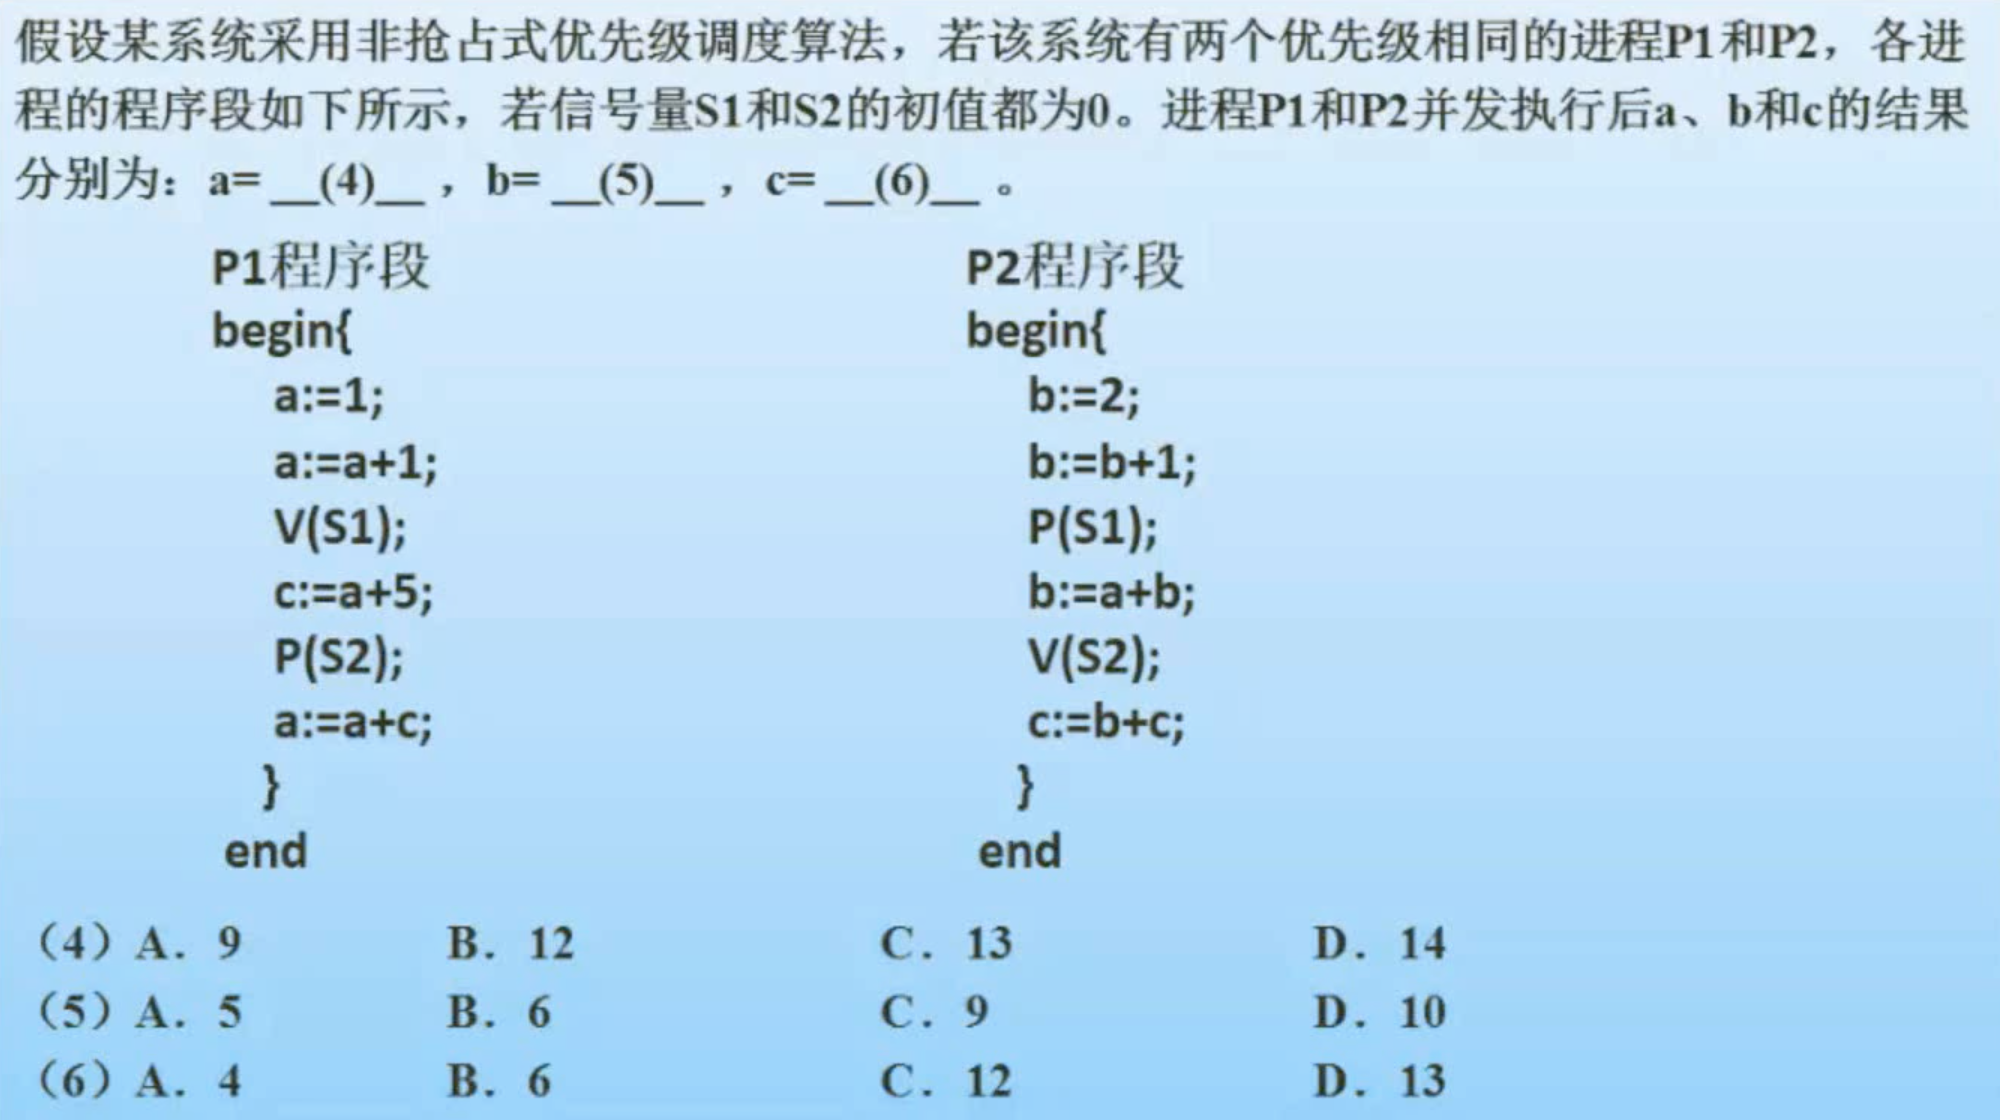 假设某系统采用非抢占式优先级调度算法，若该系统有两个优先级相同的进程P1和P2，各进
程的程序段如下所示，若信号量S1和S2的初值都为0。进程P1和P2并发执行后a、b和c的结果
分别为：a= __(4)__ ，b= __(5)__ ，c= __(6)__ 。
P1程序段 P2程序段
begin{ begin{
a:=1; b:=2;
a:=a+1; b:=b+1;
V(S1); P(S1);
c:=a+5; b:=a+b;
P(S2); V(S2);
a:=a+c; c:=b+c;
} }
end end
（4）A． 9 B． 12 C． 13 D． 14
（5）A． 5 B． 6 C． 9 D． 10
（6）A． 4 B． 6 C． 12 D． 13